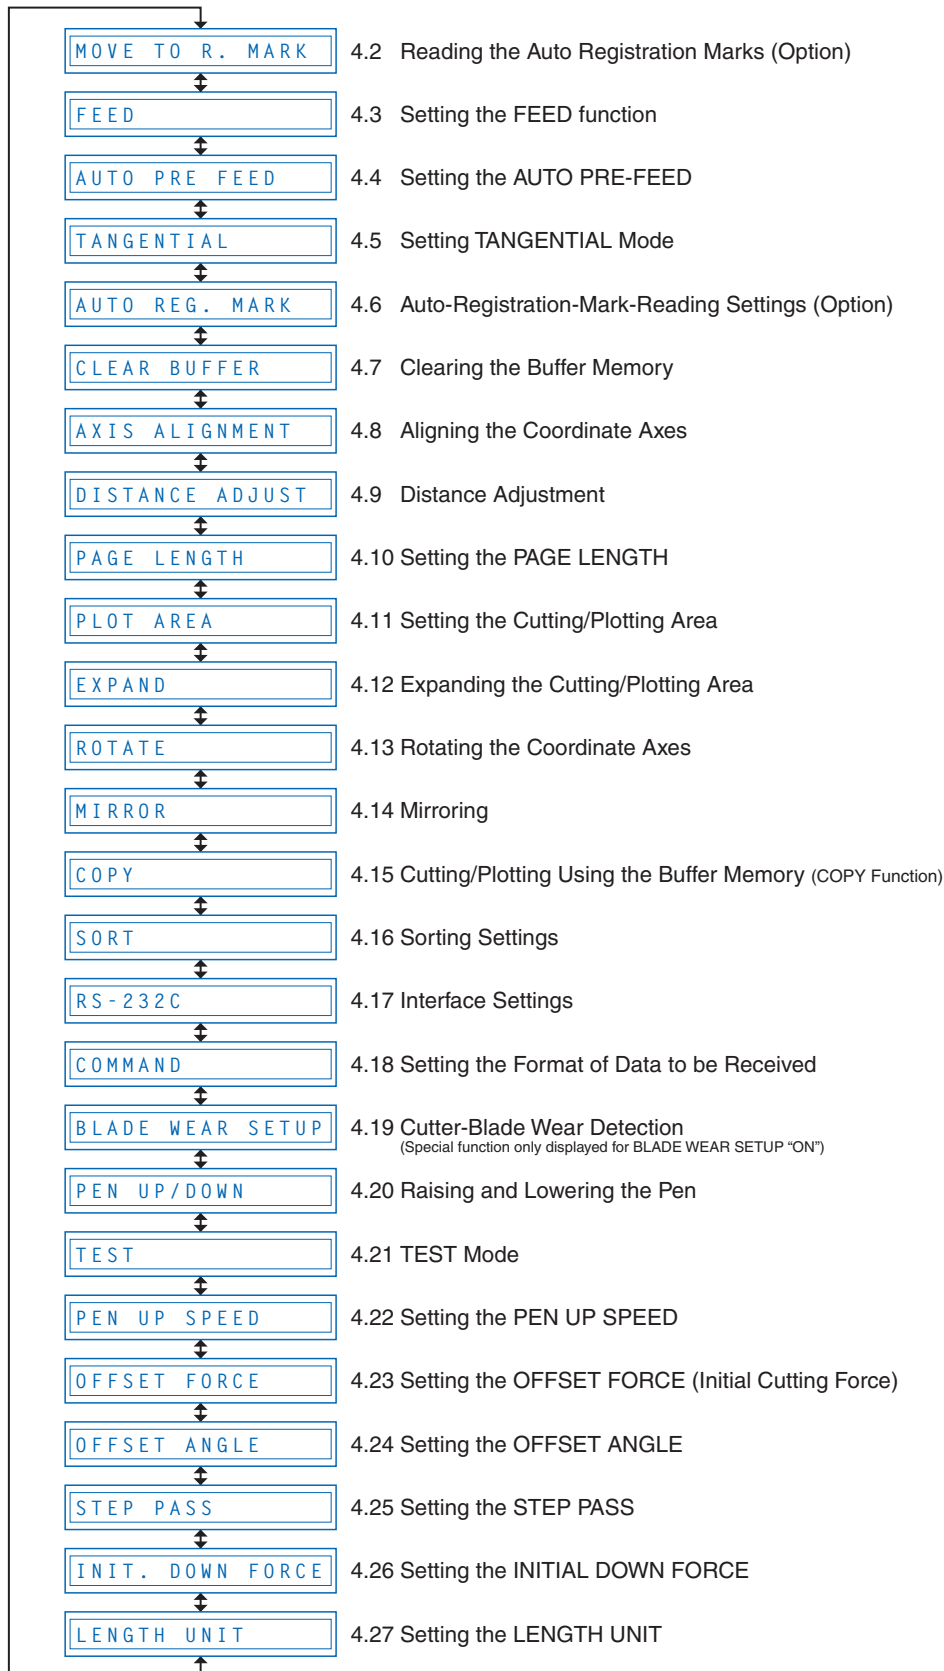 MOVE TO R. MARK 4.2 Reading the Auto Registration Marks (Option)
FEED 4.3 Setting the FEED function
AUTO PRE FEED 4.4 Setting the AUTO PRE-FEED
TANGENTIAL 4.5 Setting TANGENTIAL Mode
AUTO REG. MARK 4.6 Auto-Registration-Mark-Reading Settings (Option)
CLEAR BUFFER 4.7 Clearing the Buffer Memory
AXIS ALIGNMENT 4.8 Aligning the Coordinate Axes
DISTANCE ADJUST 4.9 Distance Adjustment
PAGE LENGTH 4.10 Setting the PAGE LENGTH
PLOT AREA 4.11 Setting the Cutting/Plotting Area
EXPAND 4.12 Expanding the Cutting/Plotting Area
ROTATE 4.13 Rotating the Coordinate Axes
MIRROR 4.14 Mirroring
COPY 4.15 Cutting/Plotting Using the Buffer Memory (COPY Function)
SORT 4.16 Sorting Settings
RS-232C 4.17 Interface Settings
COMMAND 4.18 Setting the Format of Data to be Received
BLADE WEAR SETUP 4.19 Cutter-Blade Wear Detection
(Special function only displayed for BLADE WEAR SETUP “ON”)
PEN UP/DOWN 4.20 Raising and Lowering the Pen
TEST 4.21 TEST Mode
PEN UP SPEED 4.22 Setting the PEN UP SPEED
OFFSET FORCE 4.23 Setting the OFFSET FORCE (Initial Cutting Force)
OFFSET ANGLE 4.24 Setting the OFFSET ANGLE
STEP PASS 4.25 Setting the STEP PASS
INIT. DOWN FORCE 4.26 Setting the INITIAL DOWN FORCE
LENGTH UNIT 4.27 Setting the LENGTH UNIT